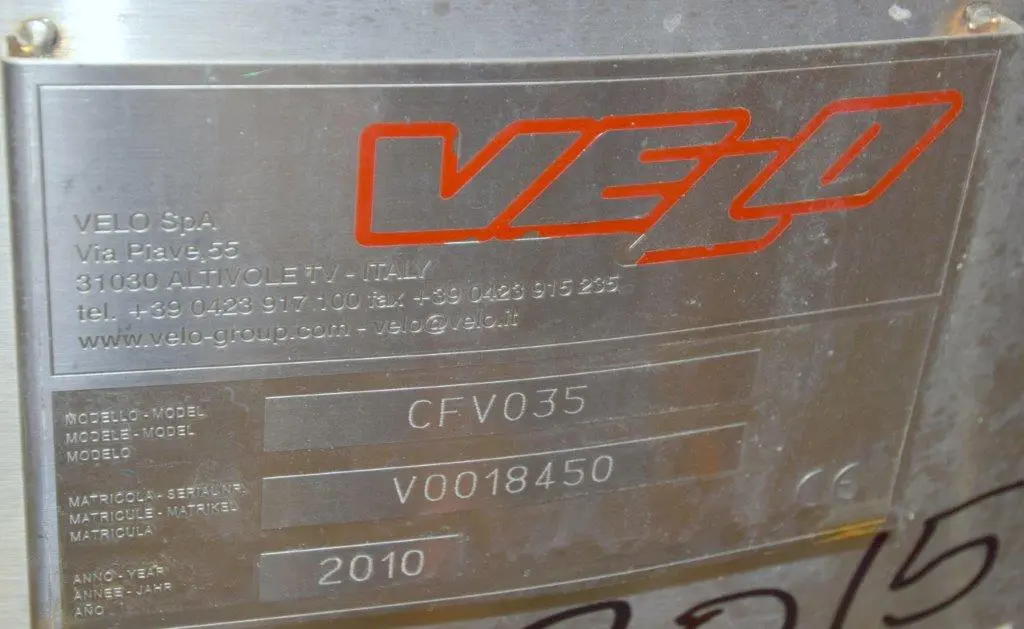 VELO
VELO SpA
Via Piave,55
31030 ALTIVOLE TV - ITALY
tel. +39 0423 917 100 fax +39 0423 915 235
www.velo-group.com - velo@velo.it
MODELLO - MODEL
MODELE - MODEL
MODELO
CFV035
MATRICOLA - SERIAL NR.
MATRICULE - MATRIKEL
MATRICULA
V0018450
CE
ANNO - YEAR
ANNEE - JAHR
AÑO
2010
15